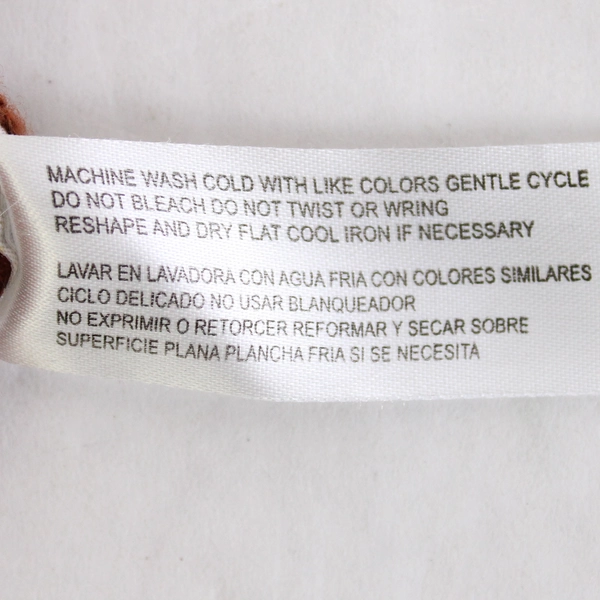 MACHINE WASH COLD WITH LIKE COLORS GENTLE CYCLE
DO NOT BLEACH DO NOT TWIST OR WRING
RESHAPE AND DRY FLAT COOL IRON IF NECESSARY
LAVAR EN LAVADORA CON AGUA FRIA CON COLORES SIMILARES
CICLO DELICADO NO USAR BLANQUEADOR
NO EXPRIMIR O RETORCER REFORMAR Y SECAR SOBRE
SUPERFICIE PLANA PLANCHA FRIA SI SE NECESITA